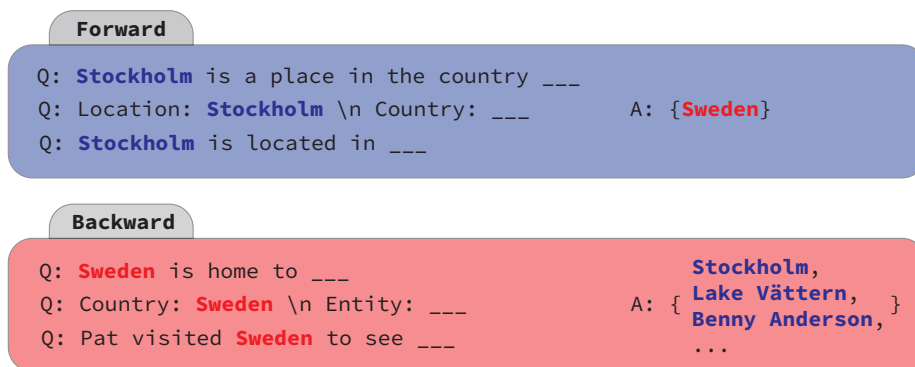 Forward
Q: Stockholm is a place in the country ___
Q: Location: Stockholm \n Country: ___ A: {Sweden}
Q: Stockholm is located in ___
Backward
Q: Sweden is home to ___
Q: Country: Sweden \n Entity: ___
Q: Pat visited Sweden to see ___
A: {
Stockholm,
Lake Vättern,
Benny Anderson,
...
}